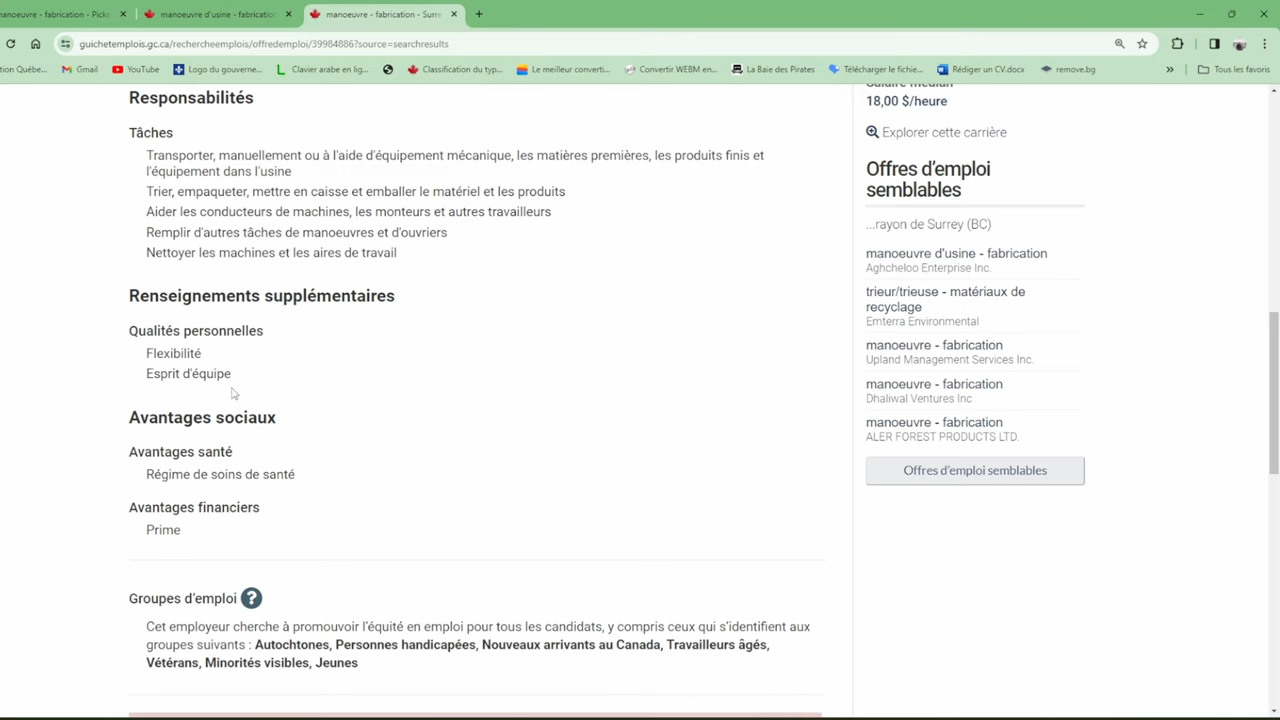 manoeuvre - fabrication - Picke
manoeuvre d'usine - fabrication
manoeuvre - fabrication - Surre
guichetemplois.gc.ca/rechercheemplois/offredemploi/39984886?source=searchresults
tion Québe...
Gmail
YouTube
Logo du gouverne...
Clavier arabe en lig...
Classification du typ...
Le meilleur converti...
Convertir WEBM en...
La Baie des Pirates
Télécharger le fichie...
Rédiger un CV.docx
remove.bg
Tous les favoris
Responsabilités
Tâches
Transporter, manuellement ou à l'aide d'équipement mécanique, les matières premières, les produits finis et
l'équipement dans l'usine
Trier, empaqueter, mettre en caisse et emballer le matériel et les produits
Aider les conducteurs de machines, les monteurs et autres travailleurs
Remplir d'autres tâches de manoeuvres et d'ouvriers
Nettoyer les machines et les aires de travail
Renseignements supplémentaires
Qualités personnelles
Flexibilité
Esprit d'équipe
Avantages sociaux
Avantages santé
Régime de soins de santé
Avantages financiers
Prime
Groupes d'emploi ?
Cet employeur cherche à promouvoir l'équité en emploi pour tous les candidats, y compris ceux qui s'identifient aux
groupes suivants : Autochtones, Personnes handicapées, Nouveaux arrivants au Canada, Travailleurs âgés,
Vétérans, Minorités visibles, Jeunes
Salaire médian
18,00 $/heure
Explorer cette carrière
Offres d'emploi
semblables
...rayon de Surrey (BC)
manoeuvre d'usine - fabrication
Aghcheloo Enterprise Inc.
trieur/trieuse - matériaux de
recyclage
Emterra Environmental
manoeuvre - fabrication
Upland Management Services Inc.
manoeuvre - fabrication
Dhaliwal Ventures Inc
manoeuvre - fabrication
ALER FOREST PRODUCTS LTD.
Offres d'emploi semblables